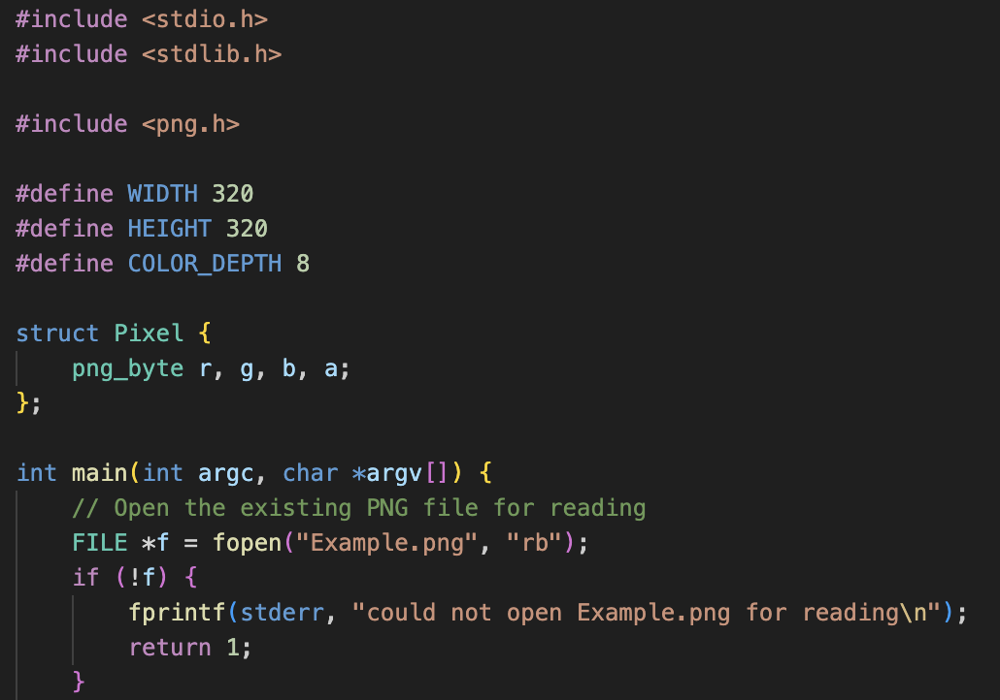 #include <stdio.h>
#include <stdlib.h>
#include <png.h>
#define WIDTH 320
#define HEIGHT 320
#define COLOR_DEPTH 8
struct Pixel {
    png_byte r, g, b, a;
};
int main(int argc, char *argv[]) {
    // Open the existing PNG file for reading
    FILE *f = fopen("Example.png", "rb");
    if (!f) {
        fprintf(stderr, "could not open Example.png for reading\n");
        return 1;
    }